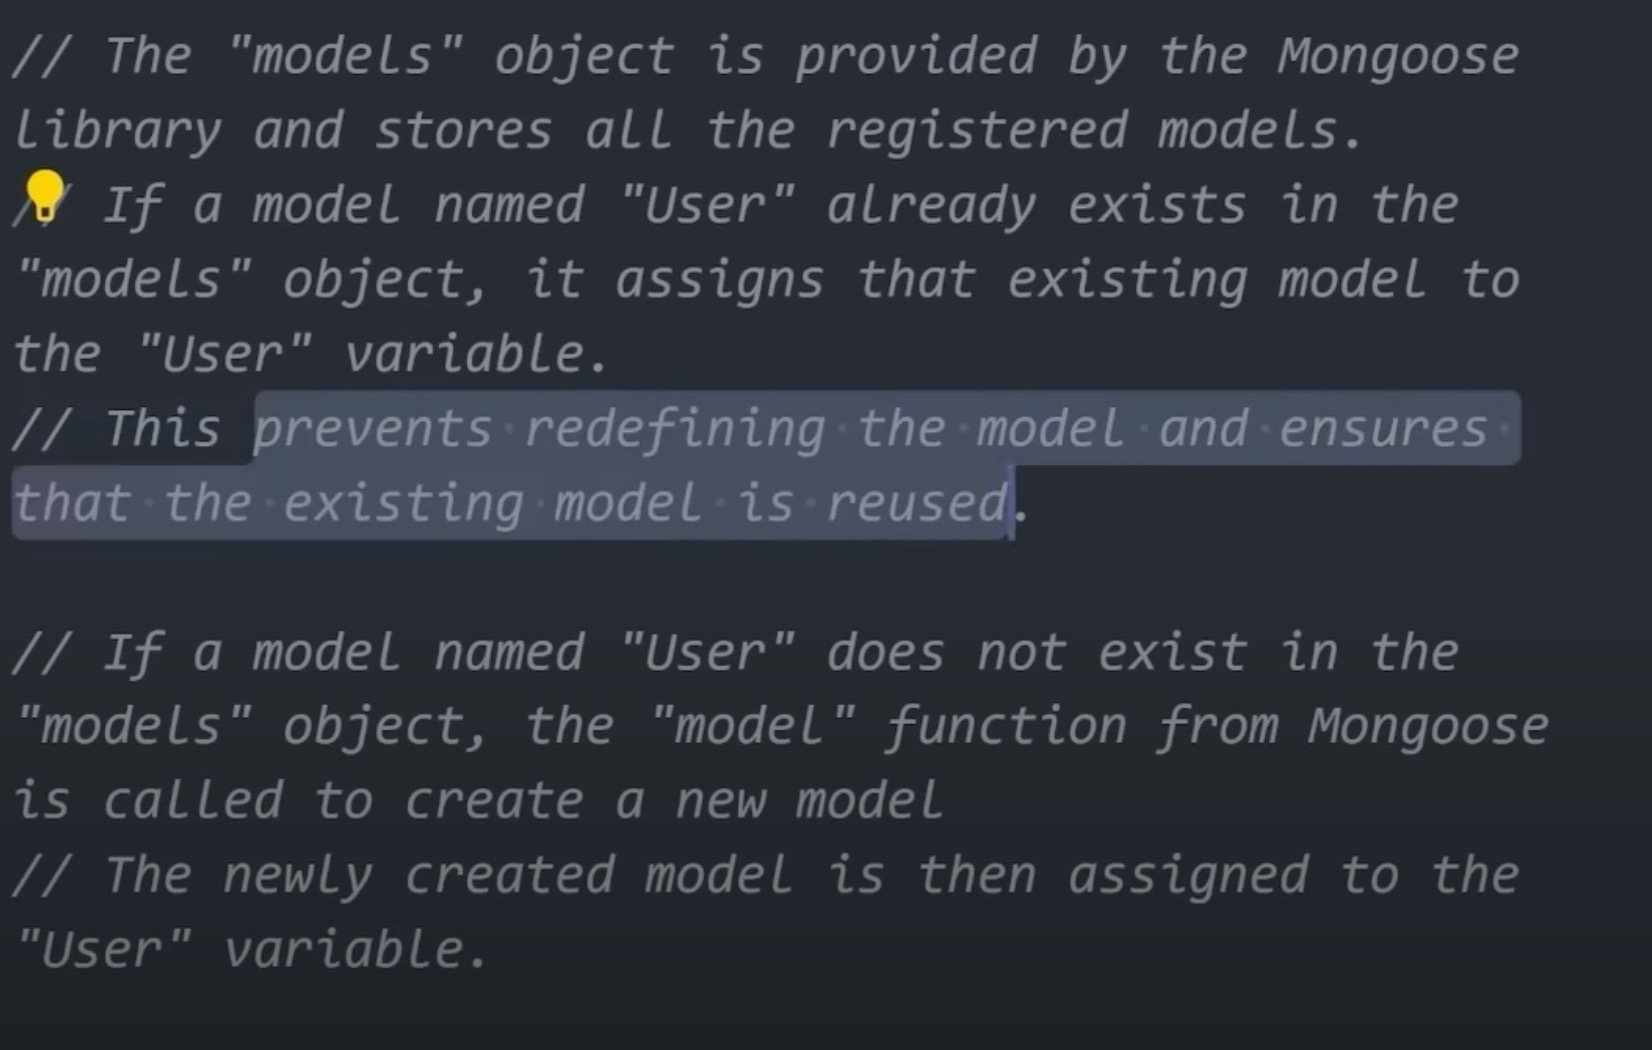 // The "models" object is provided by the Mongoose
library and stores all the registered models.
// If a model named "User" already exists in the
"models" object, it assigns that existing model to
the "User" variable.
// This prevents redefining the model and ensures
that the existing model is reused.
// If a model named "User" does not exist in the
"models" object, the "model" function from Mongoose
is called to create a new model
// The newly created model is then assigned to the
"User" variable.